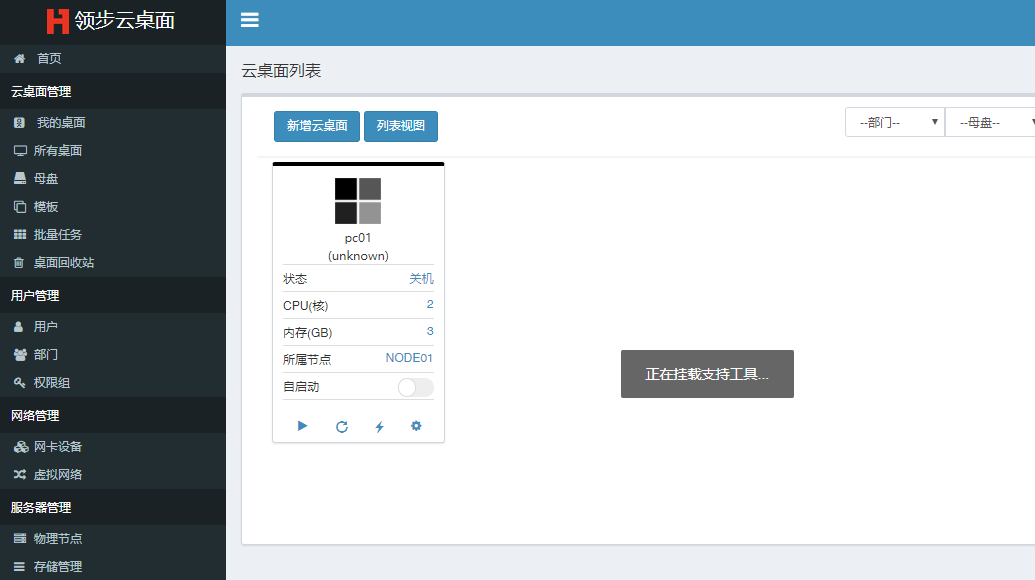 领步云桌面
首页
云桌面管理
我的桌面
所有桌面
母盘
模板
批量任务
桌面回收站
用户管理
用户
部门
权限组
网络管理
网卡设备
虚拟网络
服务器管理
物理节点
存储管理
云桌面列表
新增云桌面 列表视图 --部门-- --母盘--
pc01
(unknown)
状态 关机
CPU(核) 2
内存(GB) 3
所属节点 NODE01
自启动
正在挂载支持工具...